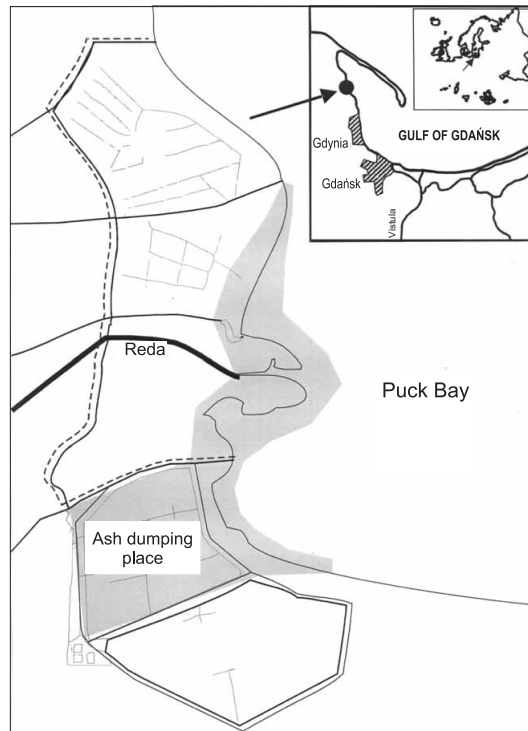 GULF OF GDAŃSK
Gdynia
Gdańsk
Vistula
Reda
Puck Bay
Ash dumping
place